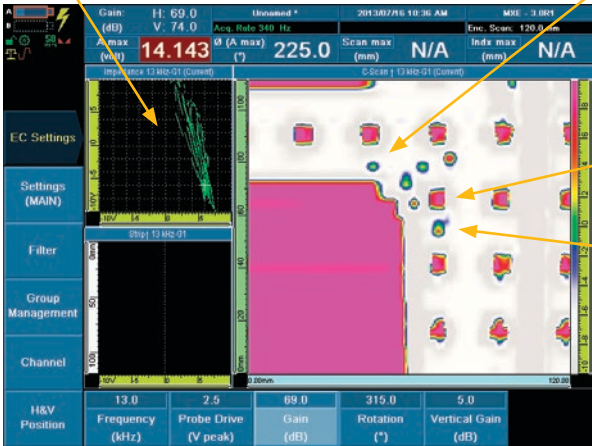 Gain: H: 69.0 Unnamed * 2013/07/16 10:36 AM MXE - 3.0R1
(dB) V: 74.0 Acq. Rate 340 Hz Enc. Scan: 120.0 mm
A max (volt) 14.143 Ø (A max) (°) 225.0 Scan max (mm) N/A Indx max (mm) N/A
Impedance 13 kHz-G1 (Current)
C-Scan † 13 kHz-G1 (Current)
EC Settings
Settings
(MAIN)
Filter
Strip† 13 kHz-G1
Group
Management
Channel
0.00mm 120.00
H&V
Position
13.0 2.5 69.0 315.0 5.0
Frequency Probe Drive Gain Rotation Vertical Gain
(kHz) (V peak) (dB) (°) (dB)